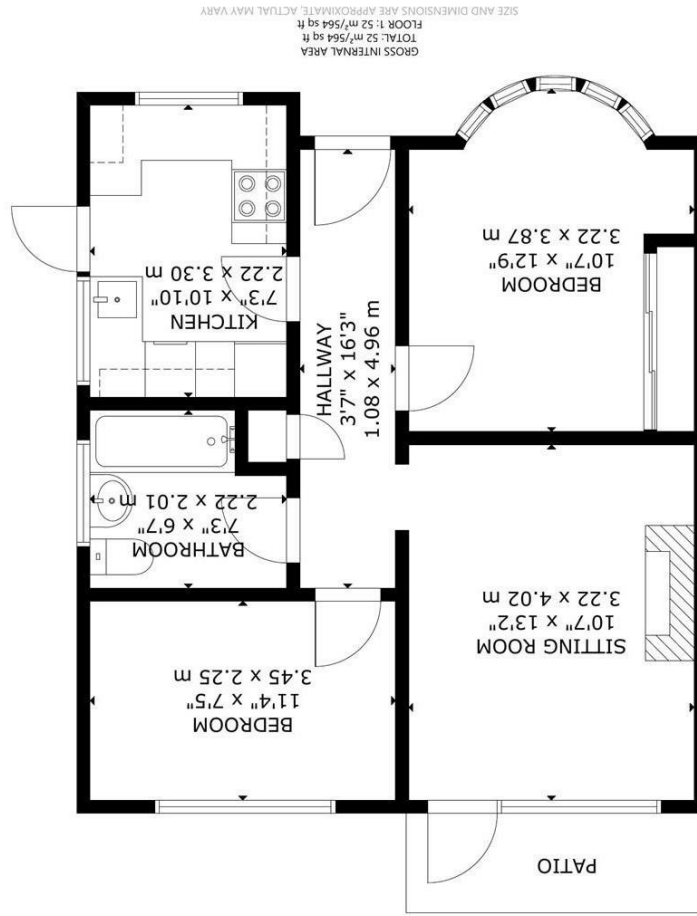 PATIO
SITTING ROOM
10'7" x 13'2"
3.22 x 4.02 m
BEDROOM
11'4" x 7'5"
3.45 x 2.25 m
BATHROOM
7'3" x 6'7"
2.22 x 2.01 m
HALLWAY
3'7" x 16'3"
1.08 x 4.96 m
BEDROOM
10'7" x 12'9"
3.22 x 3.87 m
KITCHEN
7'3" x 10'10"
2.22 x 3.30 m
GROSS INTERNAL AREA
TOTAL: 52 m²/564 sq ft
FLOOR 1: 52 m²/564 sq ft
SIZE AND DIMENSIONS ARE APPROXIMATE, ACTUAL MAY VARY